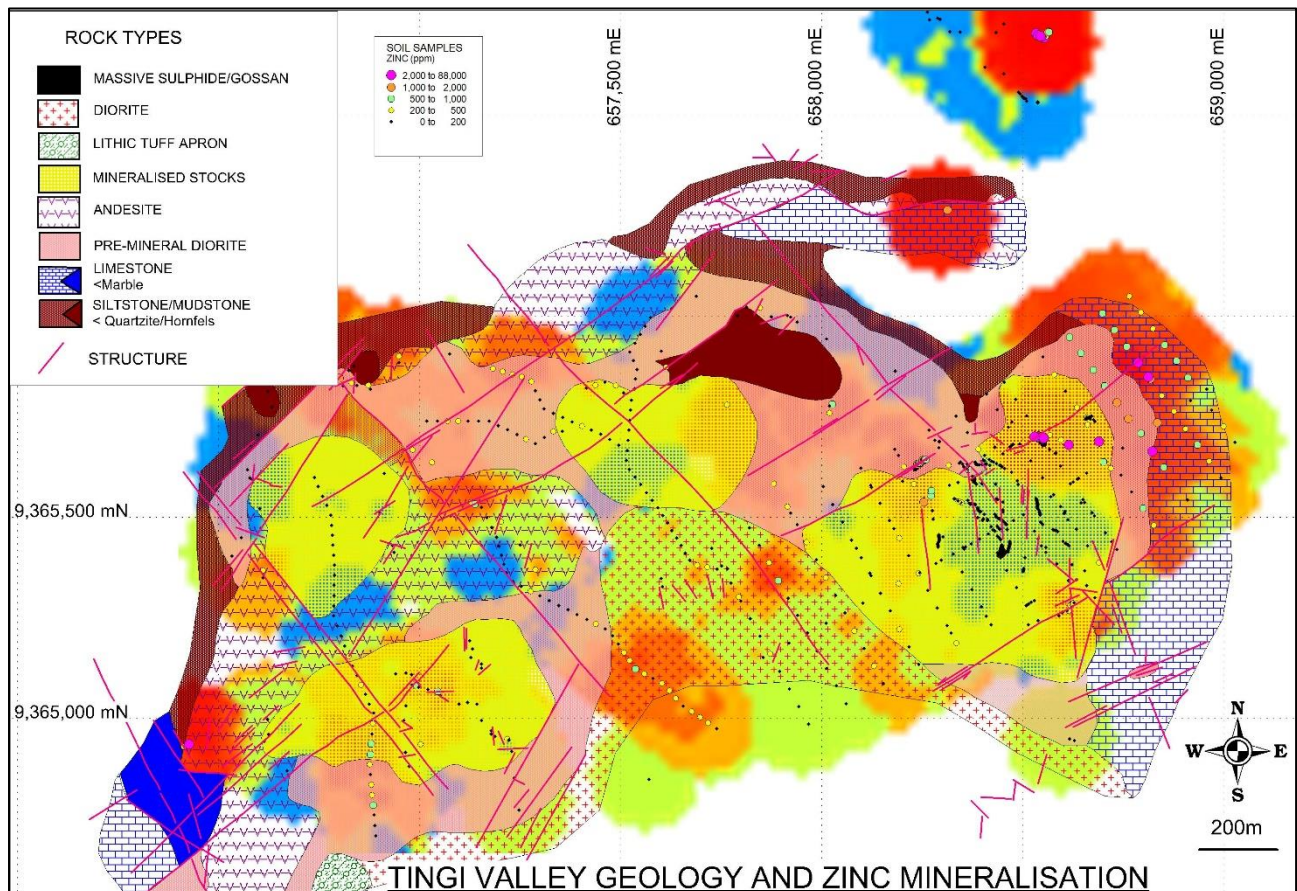 ROCK TYPES
MASSIVE SULPHIDE/GOSSAN
DIORITE
LITHIC TUFF APRON
MINERALISED STOCKS
ANDESITE
PRE-MINERAL DIORITE
LIMESTONE
<Marble
SILTSTONE/MUDSTONE
< Quartzite/Hornfels
STRUCTURE
SOIL SAMPLES
ZINC (ppm)
2,000 to 88,000
1,000 to 2,000
500 to 1,000
200 to 500
0 to 200
657,500 mE
658,000 mE
659,000 mE
9,365,500 mN
9,365,000 mN
N
W E
S
200m
TINGI VALLEY GEOLOGY AND ZINC MINERALISATION